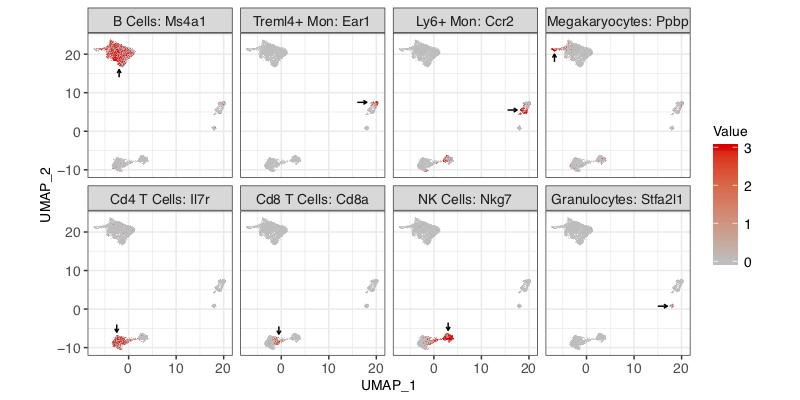 B Cells: Ms4a1
Treml4+ Mon: Ear1
Ly6+ Mon: Ccr2
Megakaryocytes: Ppbp
20
10
0
−10
Cd4 T Cells: Il7r
Cd8 T Cells: Cd8a
NK Cells: Nkg7
Granulocytes: Stfa2l1
20
10
0
−10
0 10 20
0 10 20
0 10 20
0 10 20
UMAP_1
UMAP_2
Value
3
2
1
0